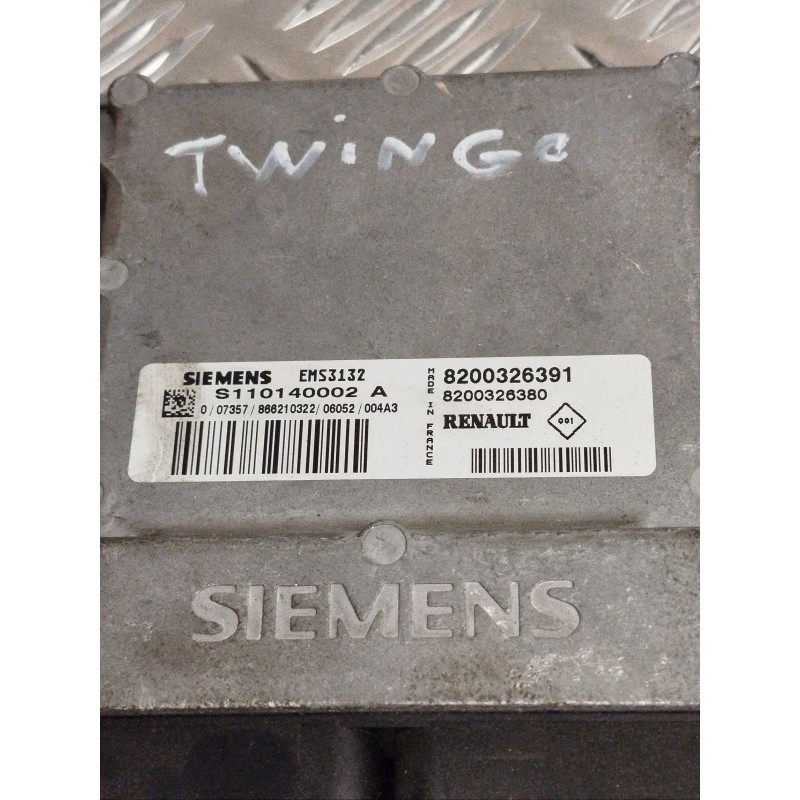 TWiNGo
SIEMENS EMS3132
S110140002 A
0 / 07357 / 866210322 / 06052 / 004A3
MADE IN FRANCE
8200326391
8200326380
RENAULT 001
SIEMENS